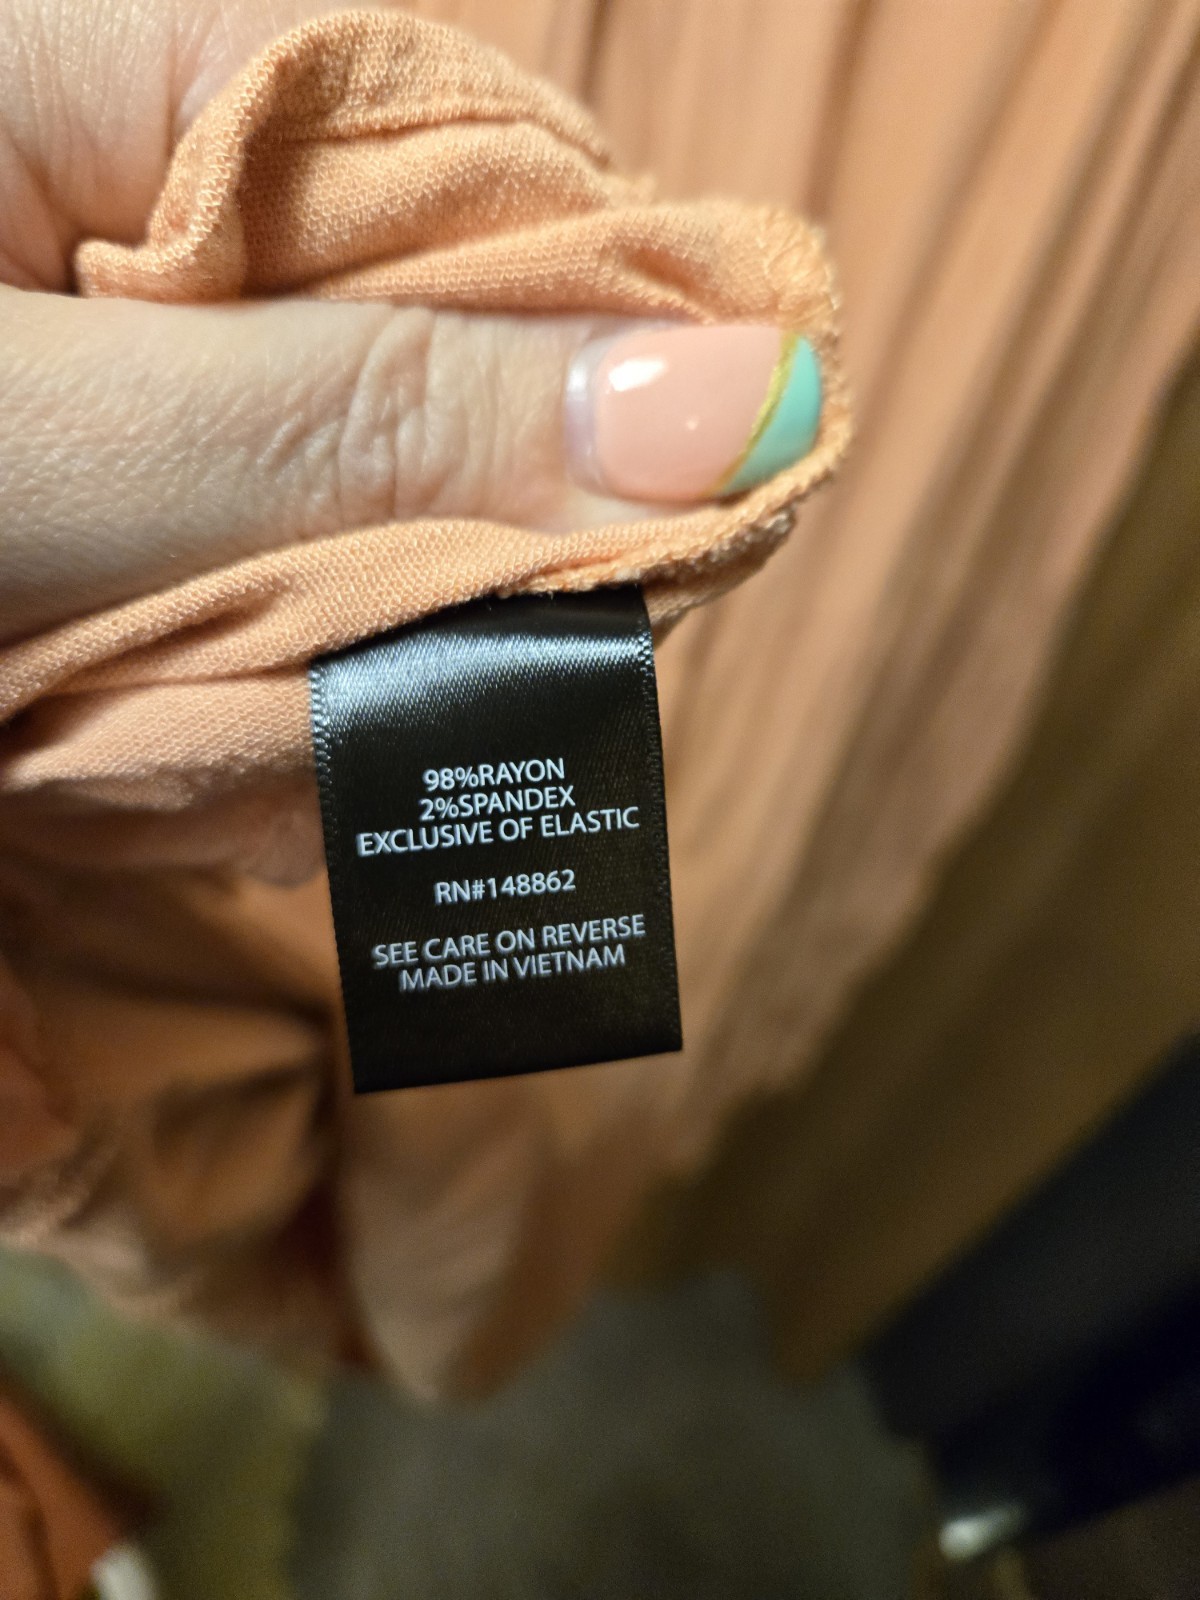 98%RAYON
2%SPANDEX
EXCLUSIVE OF ELASTIC
RN#148862
SEE CARE ON REVERSE
MADE IN VIETNAM